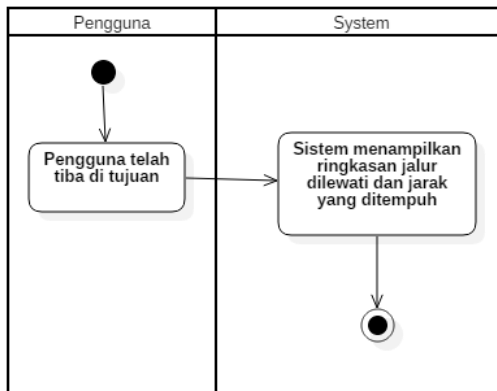 Pengguna
System
Pengguna telah
tiba di tujuan
Sistem menampilkan
ringkasan jalur
dilewati dan jarak
yang ditempuh